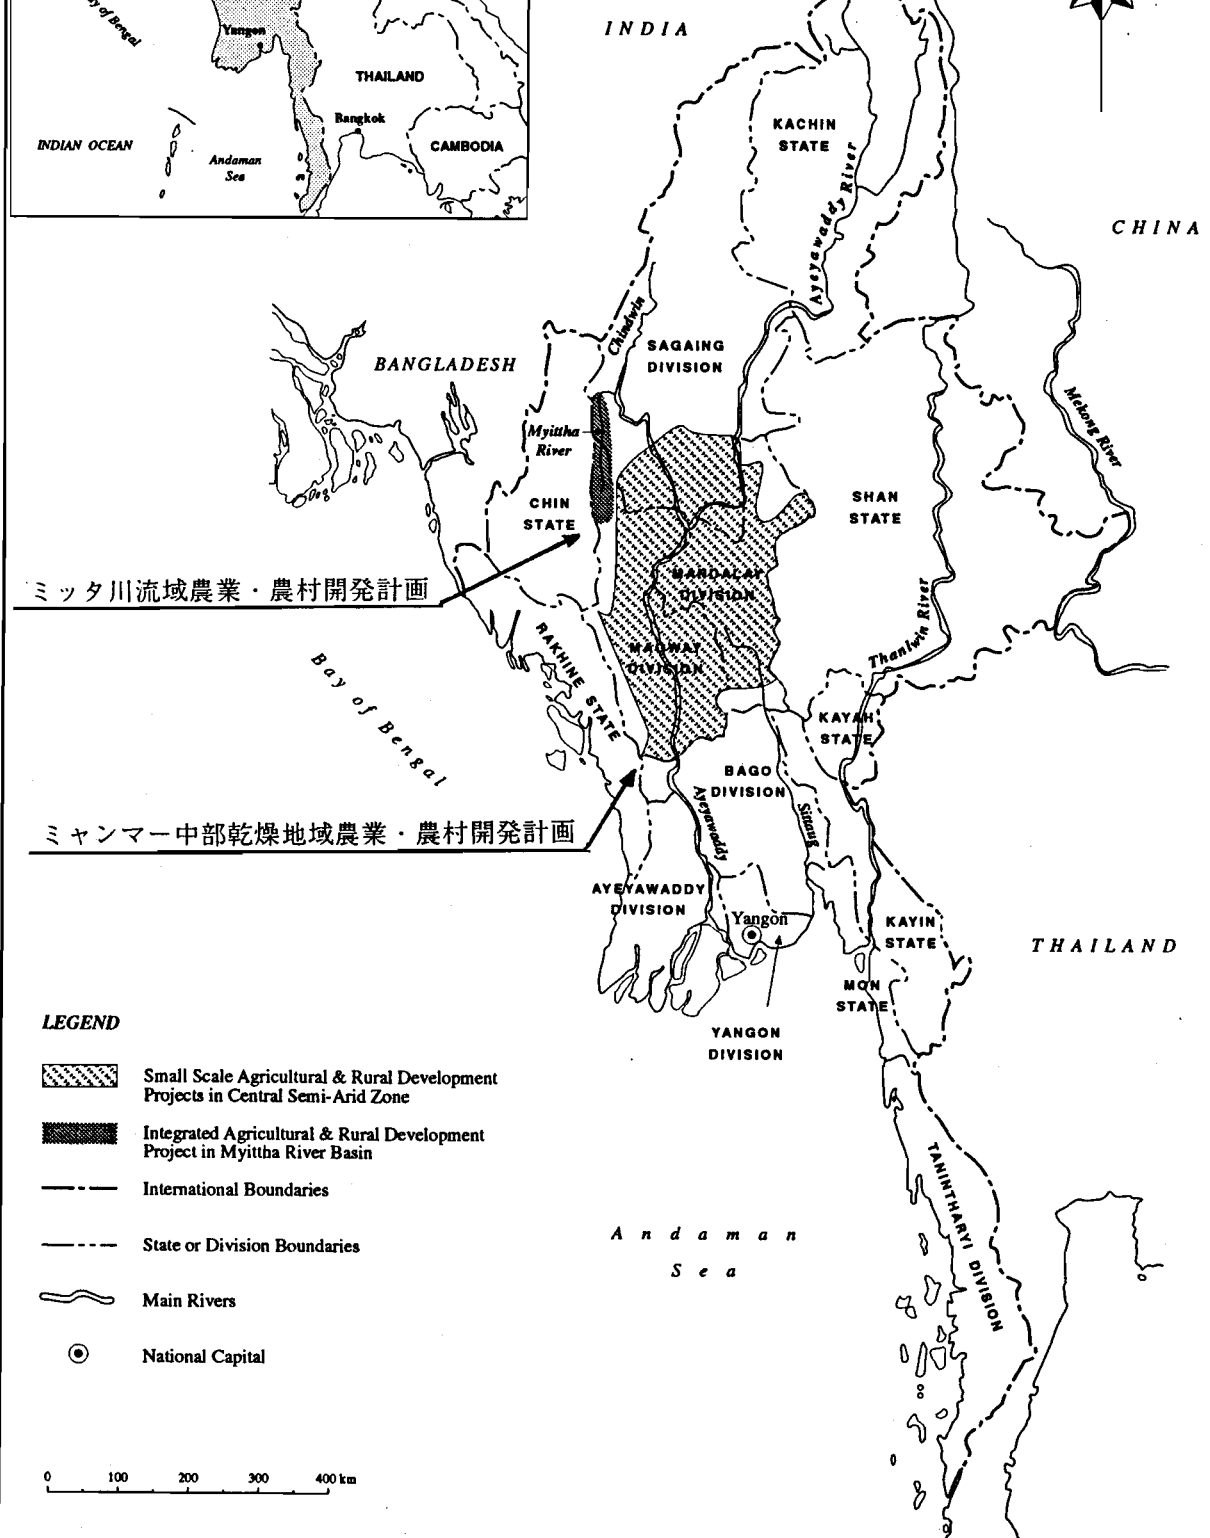 y of Bengal
Yangon
THAILAND
Bangkok
INDIAN OCEAN
Andaman
Sea
CAMBODIA
INDIA
KACHIN
STATE
Ayeyawaddy River
CHINA
Chindwin
SAGAING
DIVISION
BANGLADESH
Mekong River
Myittha
River
CHIN
STATE
SHAN
STATE
ミッタ川流域農業・農村開発計画
MANDALAY
DIVISION
Thanlwin River
RAKHINE STATE
MAGWAY
DIVISION
Bay of Bengal
KAYAH
STATE
BAGO
DIVISION
Ayeyawaddy
Sittang
ミャンマー中部乾燥地域農業・農村開発計画
AYEYAWADDY
DIVISION
Yangon
KAYIN
STATE
THAILAND
MON
STATE
YANGON
DIVISION
LEGEND
Small Scale Agricultural & Rural Development
Projects in Central Semi-Arid Zone
Integrated Agricultural & Rural Development
Project in Myittha River Basin
International Boundaries
State or Division Boundaries
Main Rivers
National Capital
TANINTHARYI DIVISION
Andaman
Sea
0 100 200 300 400 km